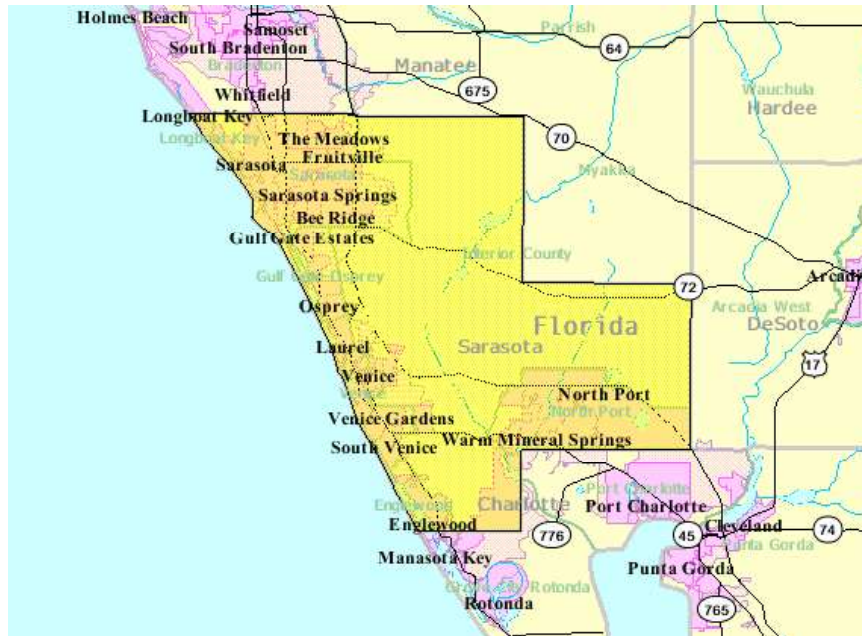 Holmes Beach
Parrish
Samoset
64
South Bradenton
Bradenton
Manatee
675
Wauchula
Hardee
Whitfield
Longboat Key
70
Longboat Key
The Meadows
Fruitville
Sarasota
Sarasota
Myakka
Sarasota Springs
Bee Ridge
Gulf Gate Estates
Interior County
Gulf Gate-Osprey
72
Arcadia West
Osprey
Florida
DeSoto
Laurel
Sarasota
17
Venice
Venice
North Port
North Port
Venice Gardens
South Venice
Warm Mineral Springs
Port Charlotte
Englewood
Charlotte
Port Charlotte
Englewood
776
45
Cleveland
74
Punta Gorda
Manasota Key
Punta Gorda
Rotonda
Rotonda
765